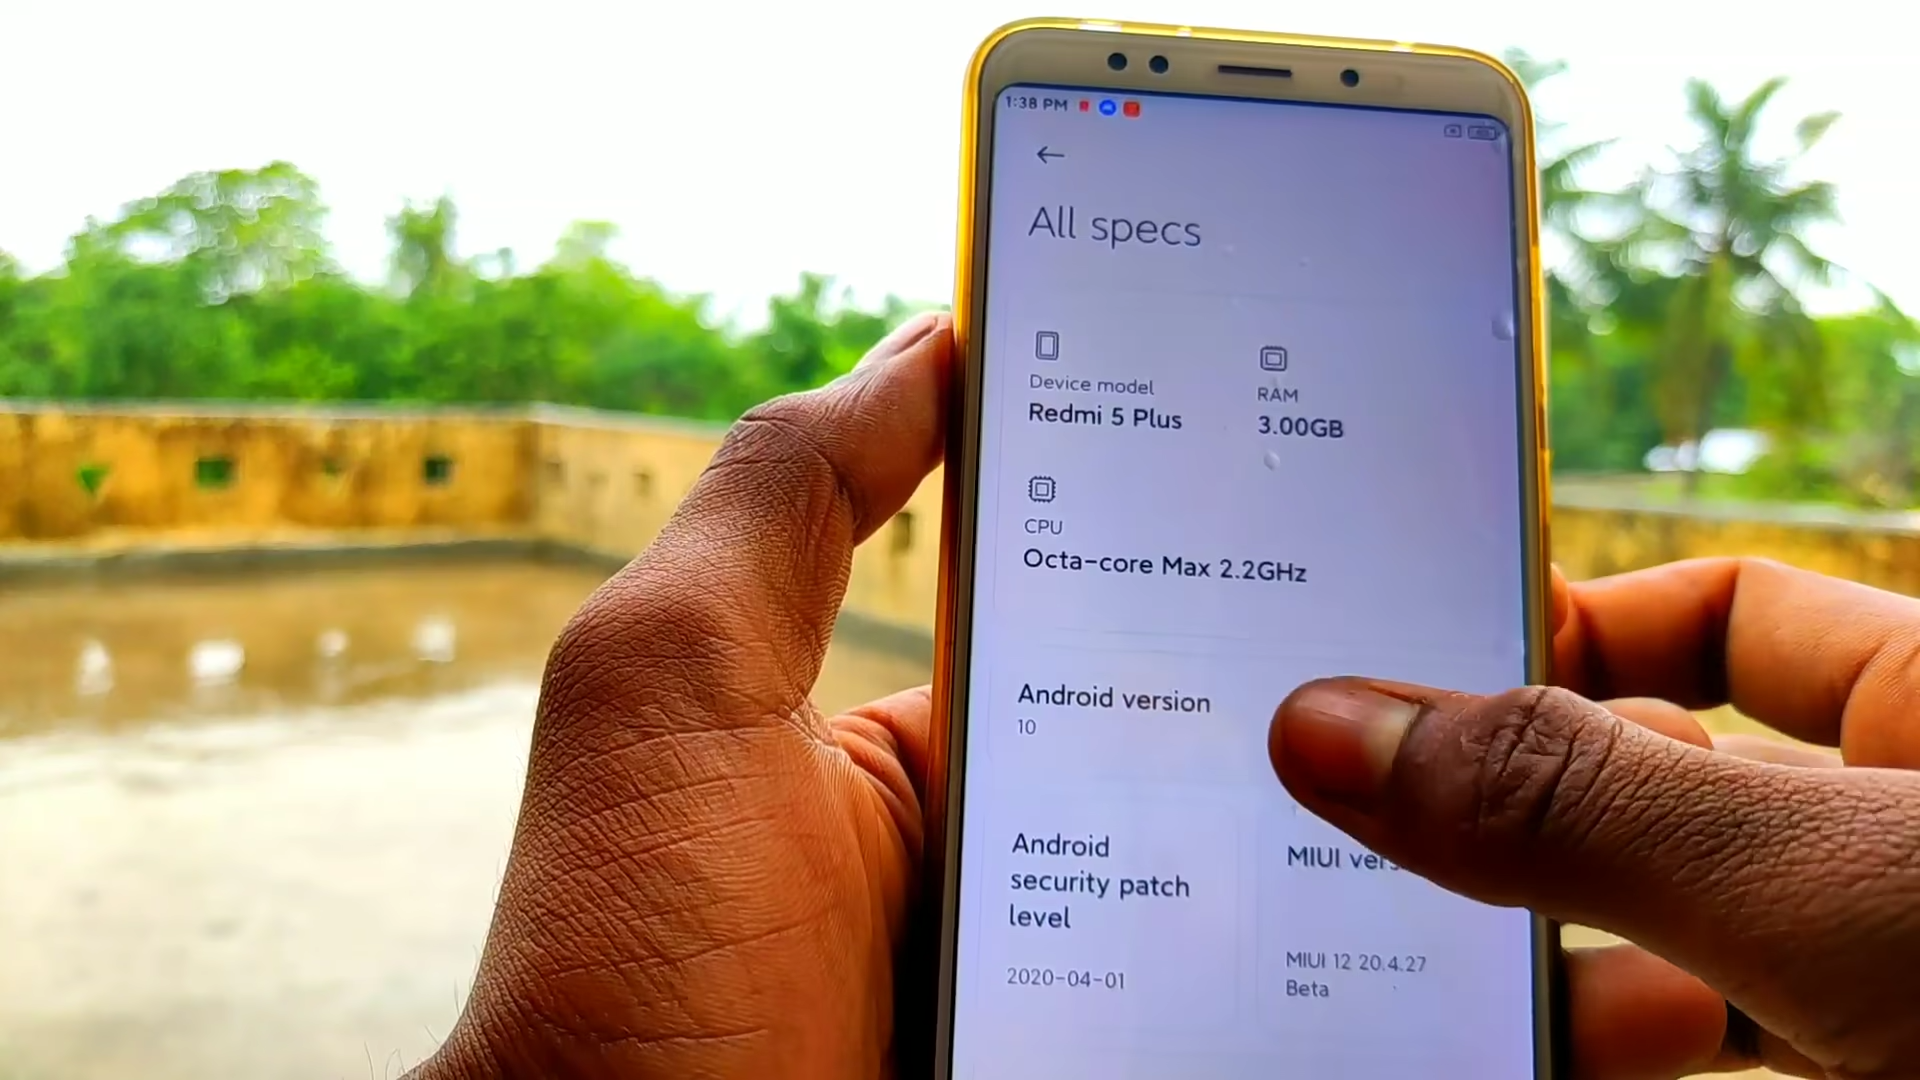 1:38 PM
All specs
Device model
Redmi 5 Plus
RAM
3.00GB
CPU
Octa-core Max 2.2GHz
Android version
10
Android
security patch
level
2020-04-01
MIUI
MIUI 12 20.4.27
Beta